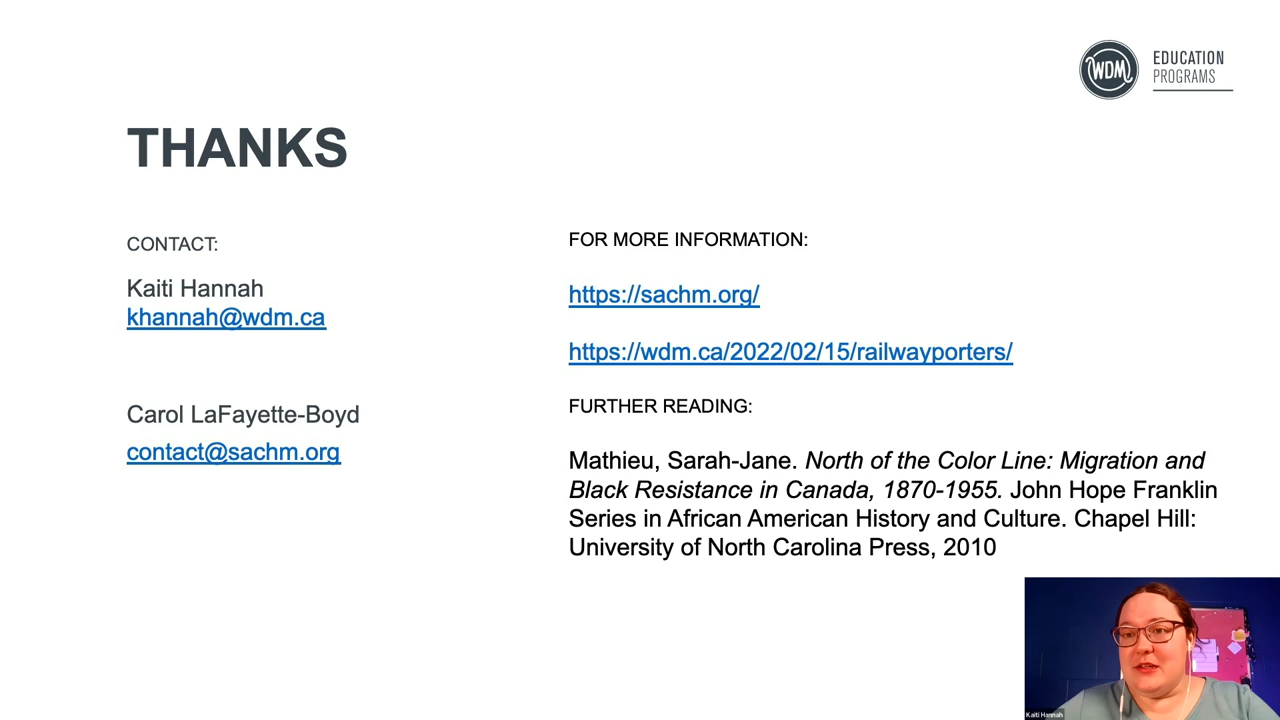 WDM
EDUCATION
PROGRAMS
THANKS
CONTACT:
Kaiti Hannah
khannah@wdm.ca
Carol LaFayette-Boyd
contact@sachm.org
FOR MORE INFORMATION:
https://sachm.org/
https://wdm.ca/2022/02/15/railwayporters/
FURTHER READING:
Mathieu, Sarah-Jane. North of the Color Line: Migration and
Black Resistance in Canada, 1870-1955. John Hope Franklin
Series in African American History and Culture. Chapel Hill:
University of North Carolina Press, 2010
Kaiti Hannah